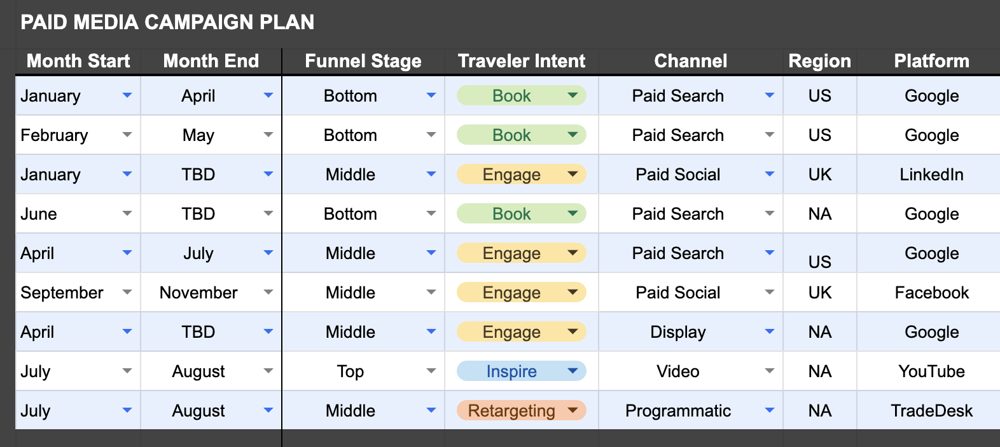 PAID MEDIA CAMPAIGN PLAN
Month Start Month End Funnel Stage Traveler Intent Channel Region Platform
January April Bottom Book Paid Search US Google
February May Bottom Book Paid Search US Google
January TBD Middle Engage Paid Social UK LinkedIn
June TBD Bottom Book Paid Search NA Google
April July Middle Engage Paid Search US Google
September November Middle Engage Paid Social UK Facebook
April TBD Middle Engage Display NA Google
July August Top Inspire Video NA YouTube
July August Middle Retargeting Programmatic NA TradeDesk